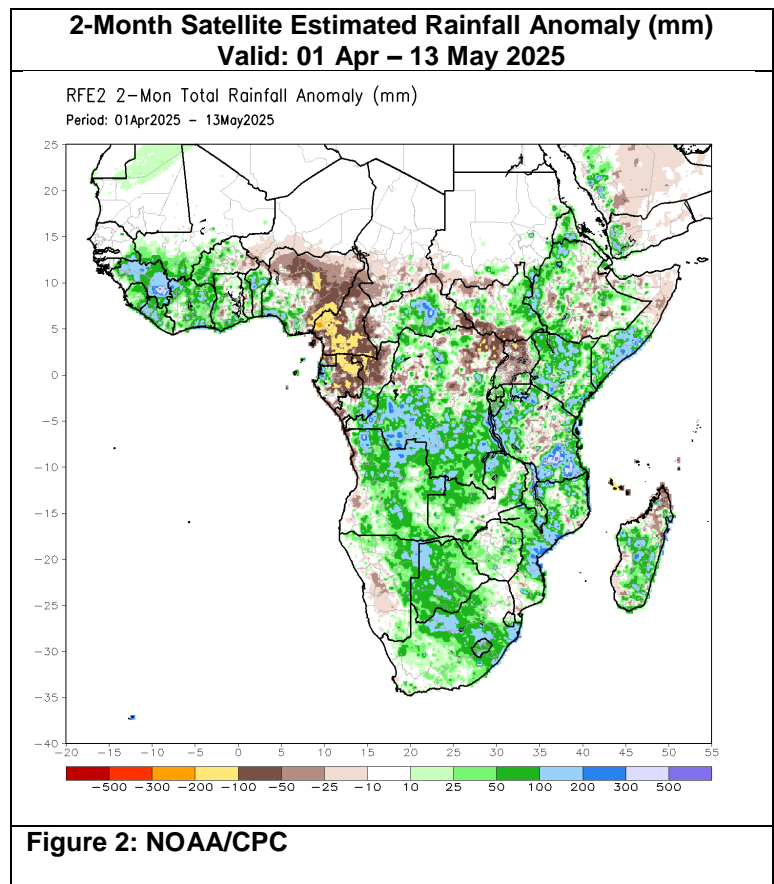 2-Month Satellite Estimated Rainfall Anomaly (mm)
Valid: 01 Apr – 13 May 2025
RFE2 2-Mon Total Rainfall Anomaly (mm)
Period: 01Apr2025 – 13May2025
25
20
15
10
5
0
-5
-10
-15
-20
-25
-30
-35
-40
-20 -15 -10 -5 0 5 10 15 20 25 30 35 40 45 50 55
-500 -300 -200 -100 -50 -25 -10 10 25 50 100 200 300 500
Figure 2: NOAA/CPC